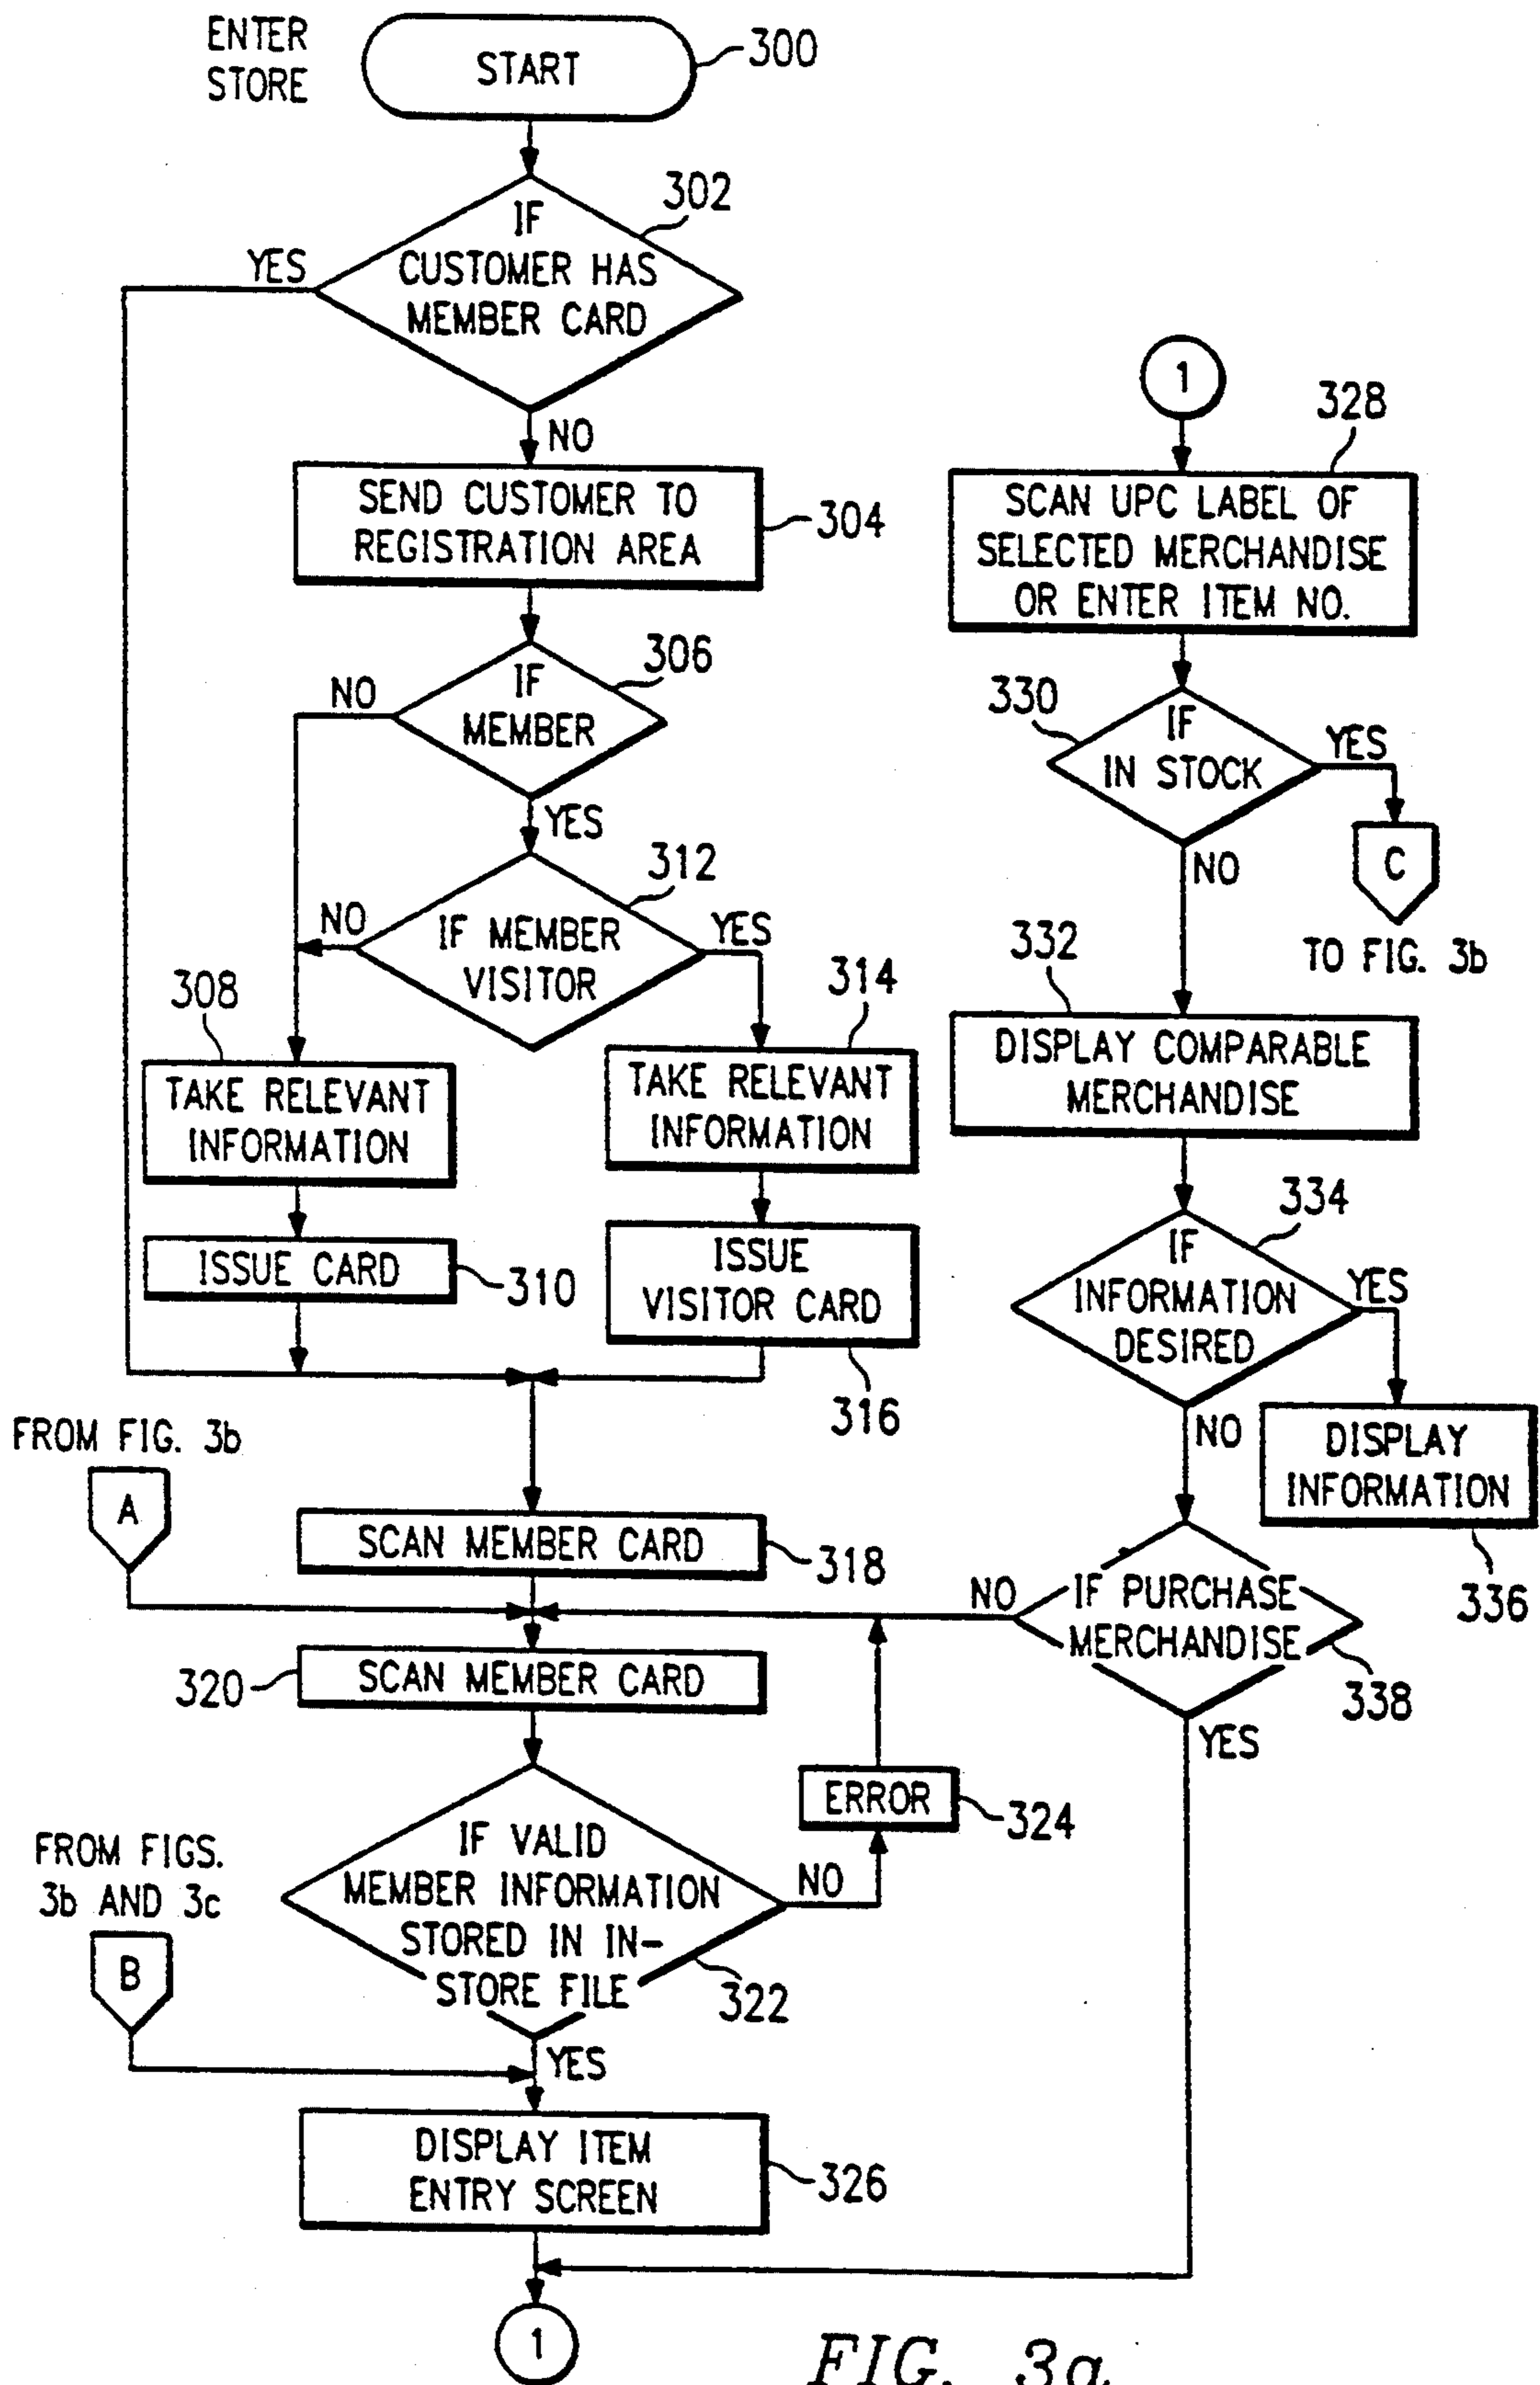 ENTER
STORE
START
300
302
IF
CUSTOMER HAS
MEMBER CARD
YES
NO
SEND CUSTOMER TO
REGISTRATION AREA
304
306
IF
MEMBER
NO
YES
312
IF MEMBER
VISITOR
NO
YES
308
TAKE RELEVANT
INFORMATION
314
TAKE RELEVANT
INFORMATION
ISSUE CARD
310
ISSUE
VISITOR CARD
316
FROM FIG. 3b
A
SCAN MEMBER CARD
318
320
SCAN MEMBER CARD
IF VALID
MEMBER INFORMATION
STORED IN IN-
STORE FILE
322
NO
ERROR
324
FROM FIGS.
3b AND 3c
B
YES
DISPLAY ITEM
ENTRY SCREEN
326
1
1
328
SCAN UPC LABEL OF
SELECTED MERCHANDISE
OR ENTER ITEM NO.
330
IF
IN STOCK
YES
C
TO FIG. 3b
NO
332
DISPLAY COMPARABLE
MERCHANDISE
334
IF
INFORMATION
DESIRED
YES
NO
DISPLAY
INFORMATION
336
IF PURCHASE
MERCHANDISE
NO
338
YES
FIG. 3a